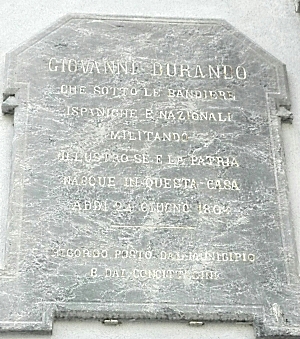 GIOVANNI DURANDO
CHE SOTTO LE BANDIERE
ISPANICHE E NAZIONALI
MILITANDO
ILLUSTRÒ SE E LA PATRIA
NACQUE IN QUESTA CASA
ADDÌ 24 GIUGNO
RICORDO POSTO DAL MUNICIPIO
E DAI CONCITTADINI